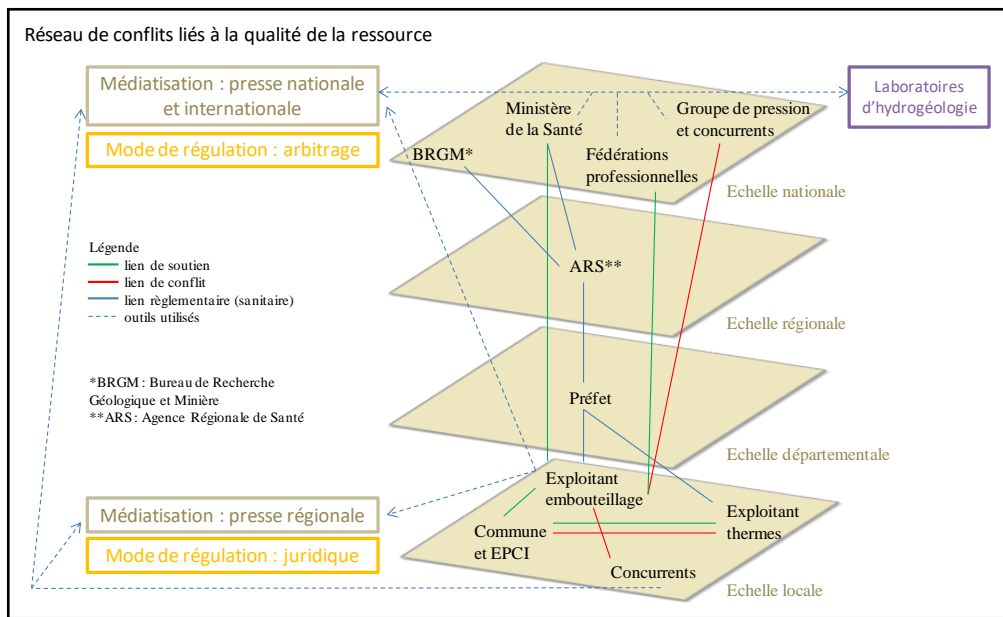 Réseau de conflits liés à la qualité de la ressource
Médiatisation : presse nationale
et internationale
Mode de régulation : arbitrage
Laboratoires
d'hydrogéologie
Ministère
de la Santé
Groupe de pression
et concurrents
BRGM*
Fédérations
professionnelles
Echelle nationale
Légende
lien de soutien
lien de conflit
lien règlementaire (sanitaire)
outils utilisés
ARS**
Echelle régionale
*BRGM : Bureau de Recherche
Géologique et Minière
**ARS : Agence Régionale de Santé
Préfet
Echelle départementale
Médiatisation : presse régionale
Mode de régulation : juridique
Exploitant
embouteillage
Commune
et EPCI
Exploitant
thermes
Concurrents
Echelle locale